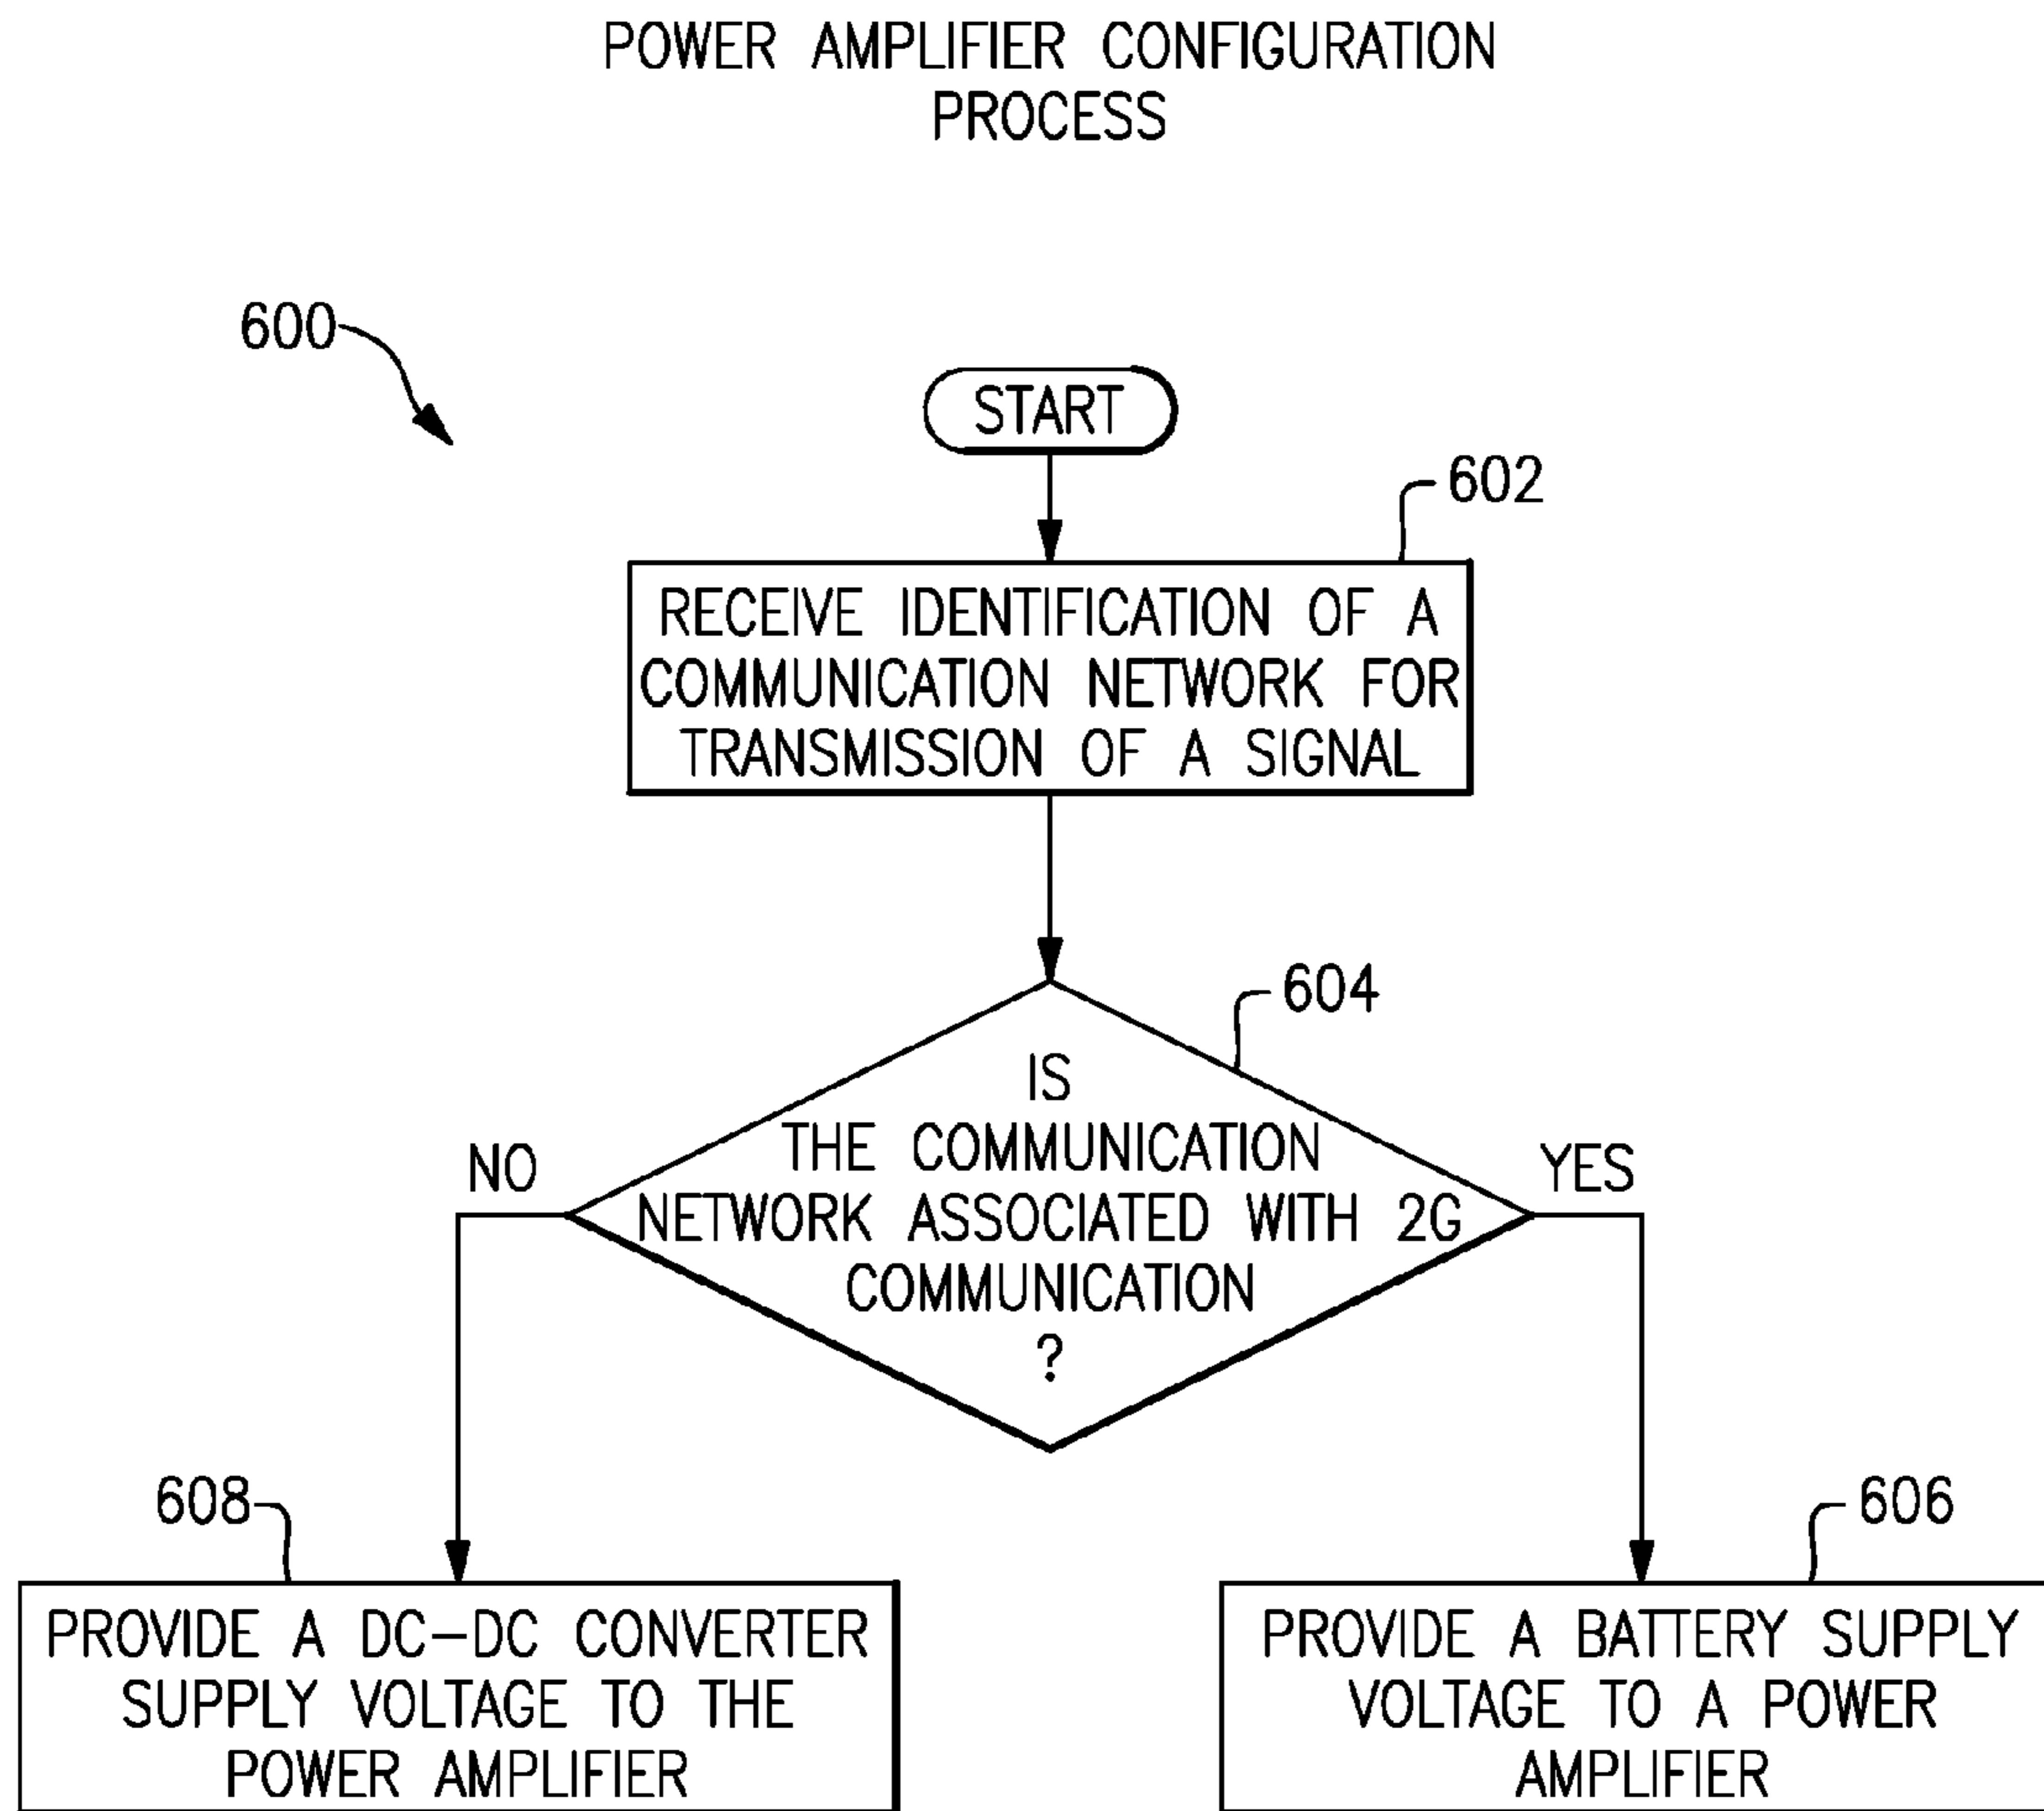 POWER AMPLIFIER CONFIGURATION
PROCESS
600
START
602
RECEIVE IDENTIFICATION OF A
COMMUNICATION NETWORK FOR
TRANSMISSION OF A SIGNAL
604
IS
THE COMMUNICATION
NETWORK ASSOCIATED WITH 2G
COMMUNICATION
?
NO
YES
608
PROVIDE A DC-DC CONVERTER
SUPPLY VOLTAGE TO THE
POWER AMPLIFIER
606
PROVIDE A BATTERY SUPPLY
VOLTAGE TO A POWER
AMPLIFIER